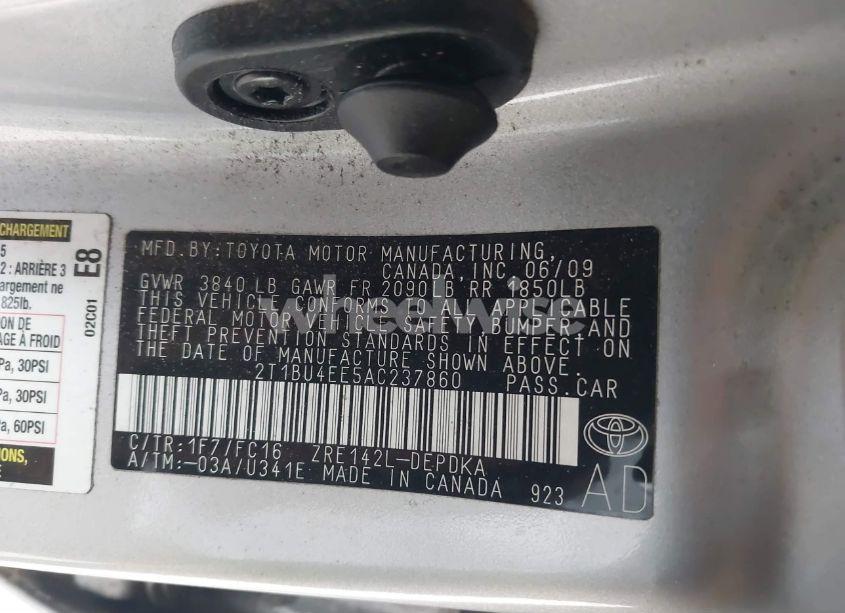 CHARGEMENT
5
2 : ARRIÈRE 3
chargement ne
825lb.
E8
02C01
ION DE
AGE À FROID
Pa, 30PSI
Pa, 30PSI
Pa, 60PSI
IONS,
E
MFD. BY: TOYOTA MOTOR MANUFACTURING,
CANADA, INC. 06/09
GVWR 3840 LB GAWR FR 2090LB RR 1850LB
THIS VEHICLE CONFORMS TO ALL APPLICABLE
FEDERAL MOTOR VEHICLE SAFETY, BUMPER AND
THEFT PREVENTION STANDARDS IN EFFECT ON
THE DATE OF MANUFACTURE SHOWN ABOVE.
2T1BU4EE5AC237860 PASS.CAR
C/TR:1F7/FC16 ZRE142L-DEPDKA
A/TM:-03A/U341E MADE IN CANADA 923
AD
wheelwise